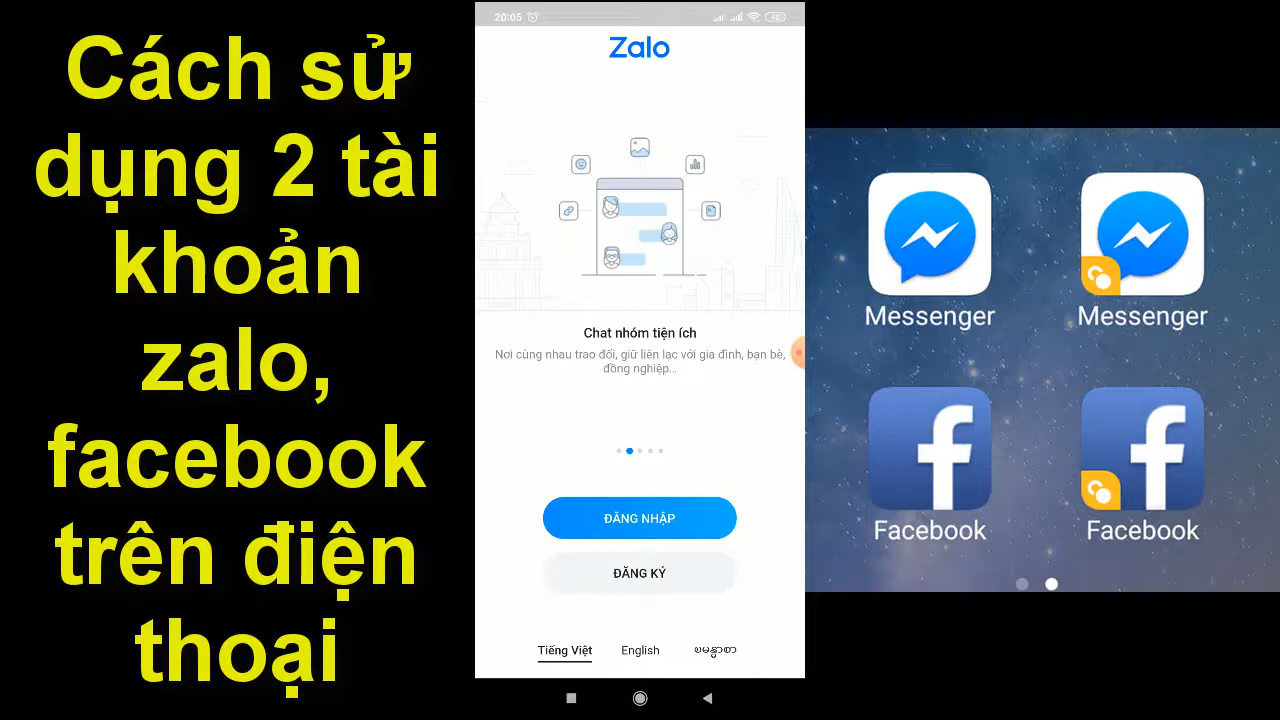 Cách sử
dụng 2 tài
khoản
zalo,
facebook
trên điện
thoại
20:05
Zalo
Chat nhóm tiện ích
Nơi cùng nhau trao đổi, giữ liên lạc với gia đình, bạn bè,
đồng nghiệp...
ĐĂNG NHẬP
ĐĂNG KÝ
Tiếng Việt English
Messenger Messenger
Facebook Facebook